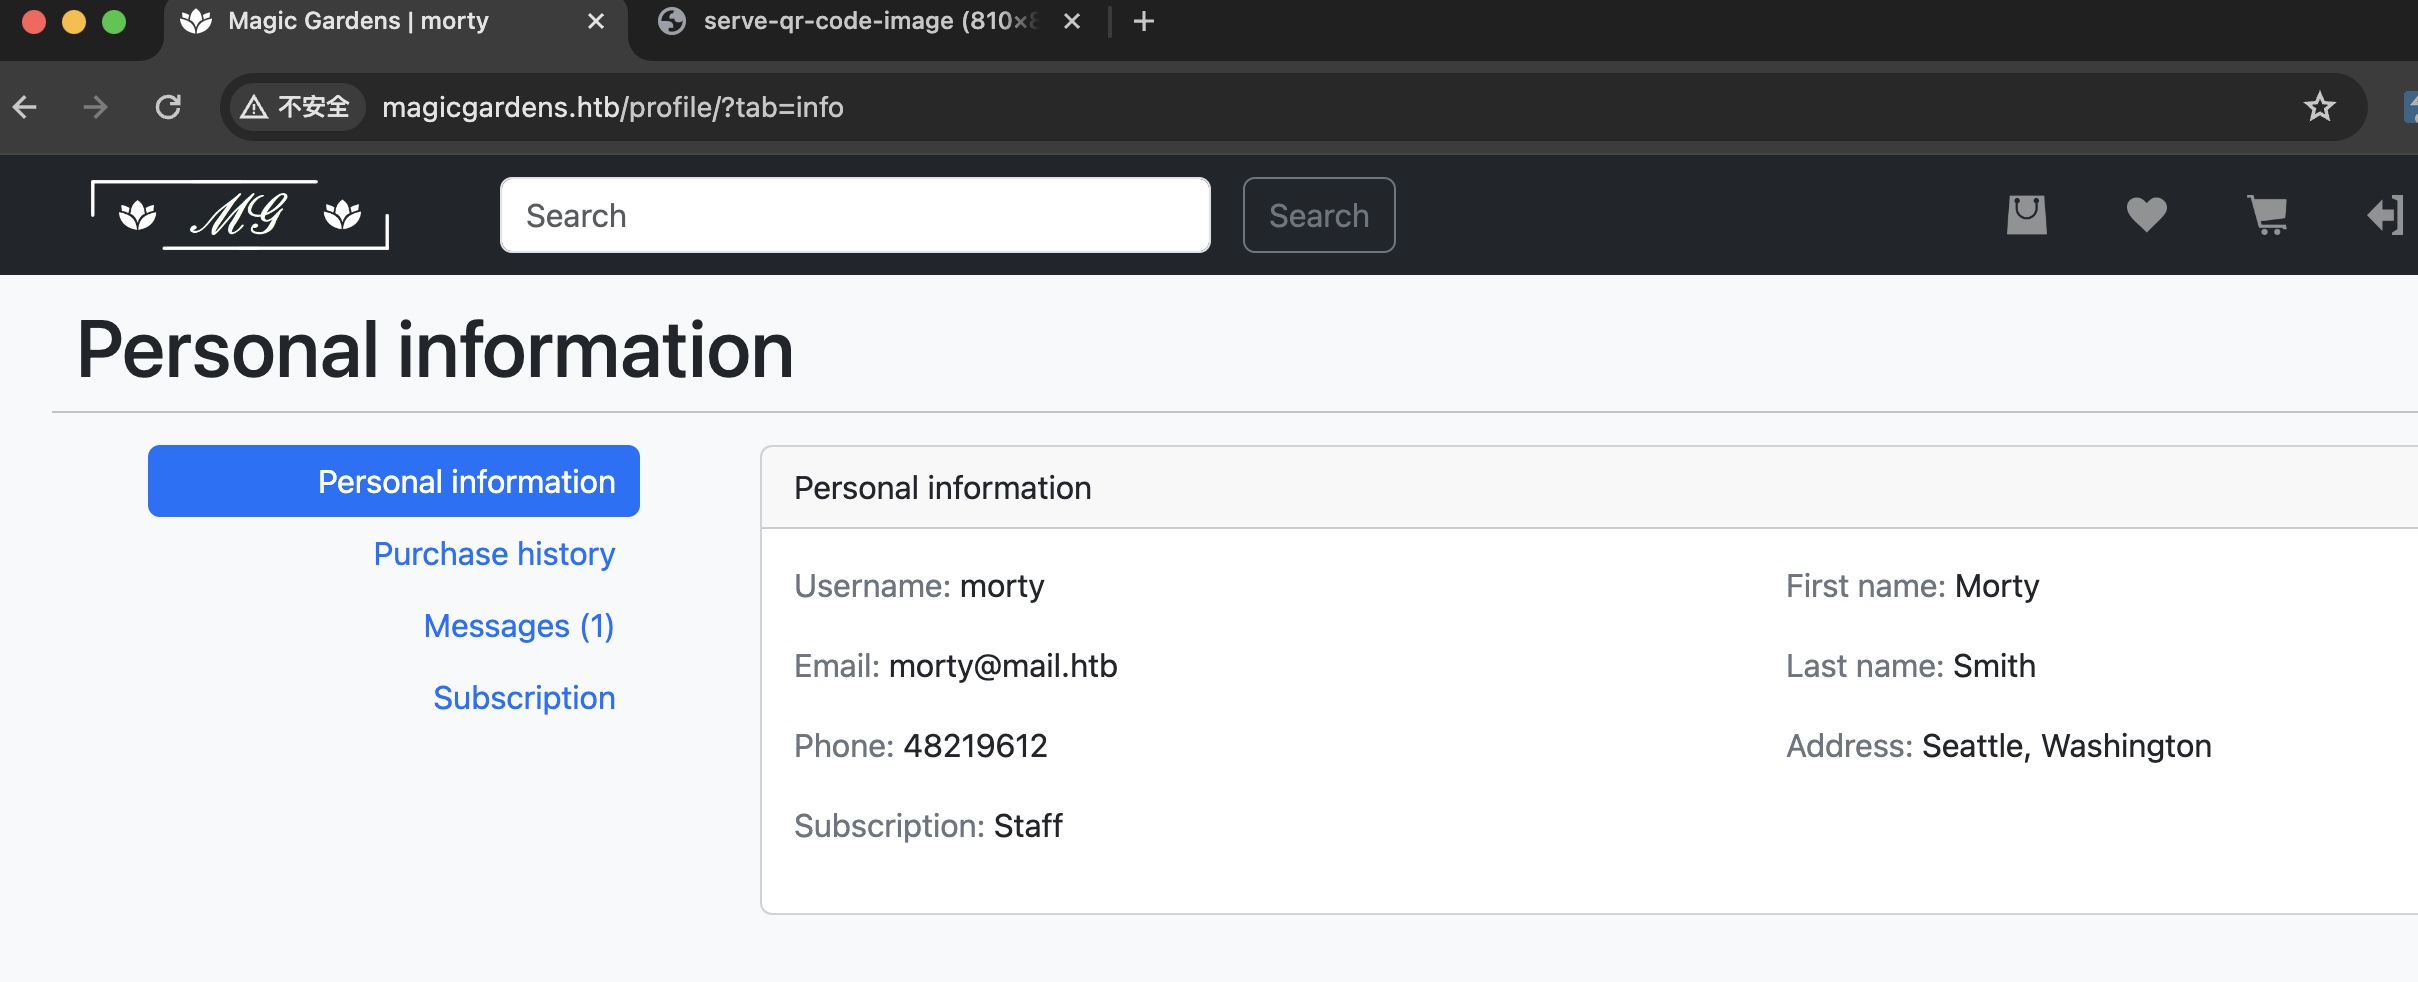 Magic Gardens | morty
serve-qr-code-image (810×8
不安全 magicgardens.htb/profile/?tab=info
MG
Search
Search
Personal information
Personal information
Purchase history
Messages (1)
Subscription
Personal information
Username: morty
First name: Morty
Email: morty@mail.htb
Last name: Smith
Phone: 48219612
Address: Seattle, Washington
Subscription: Staff